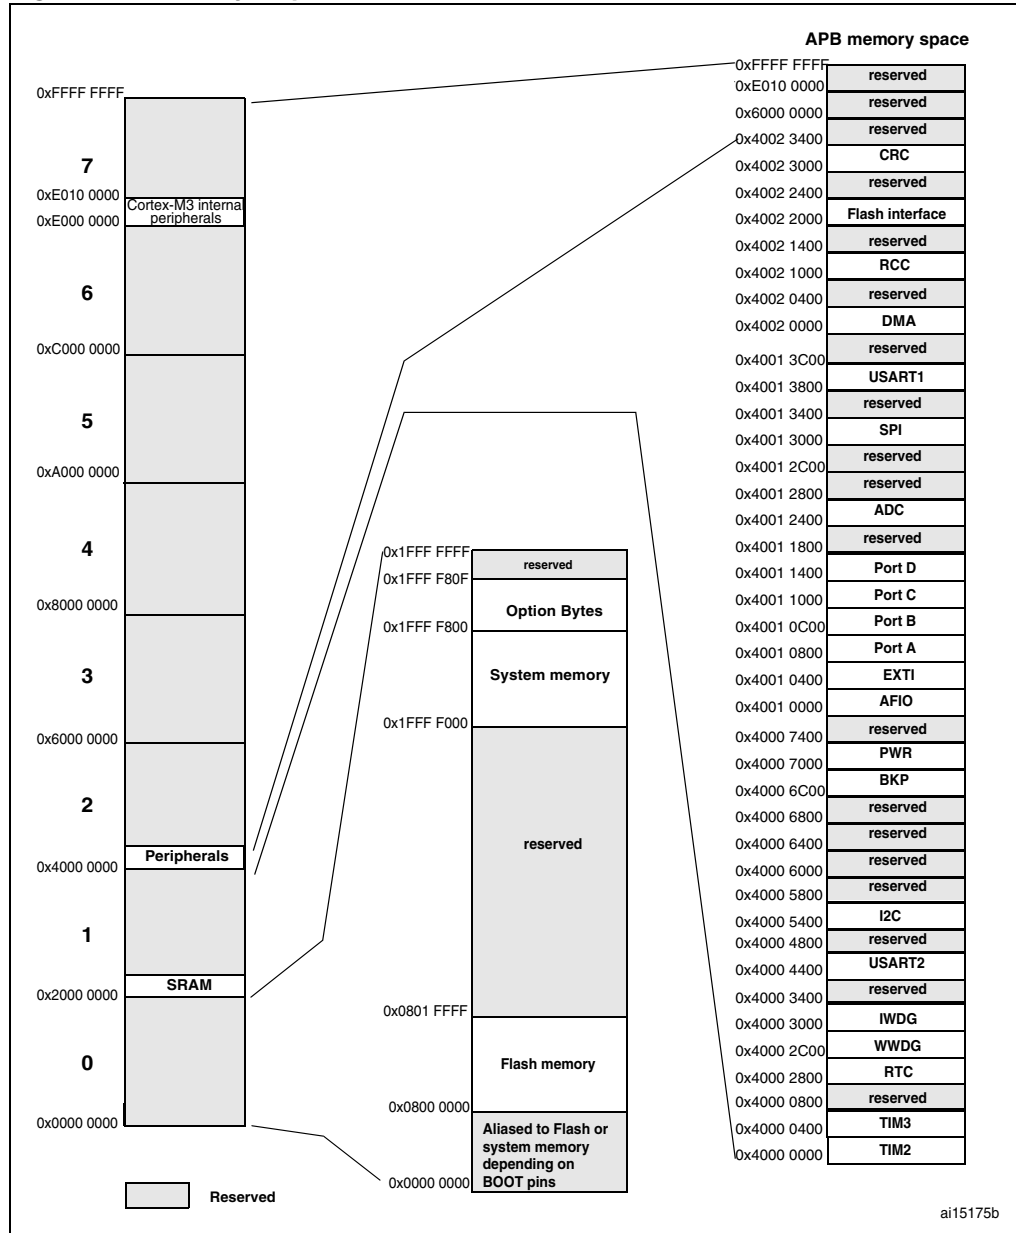 APB memory space
0xFFFF FFFF
7
0xE010 0000
Cortex-M3 internal
peripherals
0xE000 0000
6
0xC000 0000
5
0xA000 0000
4
0x8000 0000
3
0x6000 0000
2
Peripherals
0x4000 0000
1
SRAM
0x2000 0000
0
0x0000 0000
Reserved
0x1FFF FFFF
reserved
0x1FFF F80F
Option Bytes
0x1FFF F800
System memory
0x1FFF F000
reserved
0x0801 FFFF
Flash memory
0x0800 0000
Aliased to Flash or
system memory
depending on
BOOT pins
0x0000 0000
0xFFFF FFFF
reserved
0xE010 0000
reserved
0x6000 0000
reserved
0x4002 3400
CRC
0x4002 3000
reserved
0x4002 2400
Flash interface
0x4002 2000
reserved
0x4002 1400
RCC
0x4002 1000
reserved
0x4002 0400
DMA
0x4002 0000
reserved
0x4001 3C00
USART1
0x4001 3800
reserved
0x4001 3400
SPI
0x4001 3000
reserved
0x4001 2C00
reserved
0x4001 2800
ADC
0x4001 2400
reserved
0x4001 1800
Port D
0x4001 1400
Port C
0x4001 1000
Port B
0x4001 0C00
Port A
0x4001 0800
EXTI
0x4001 0400
AFIO
0x4001 0000
reserved
0x4000 7400
PWR
0x4000 7000
BKP
0x4000 6C00
reserved
0x4000 6800
reserved
0x4000 6400
reserved
0x4000 6000
reserved
0x4000 5800
I2C
0x4000 5400
reserved
0x4000 4800
USART2
0x4000 4400
reserved
0x4000 3400
IWDG
0x4000 3000
WWDG
0x4000 2C00
RTC
0x4000 2800
reserved
0x4000 0800
TIM3
0x4000 0400
TIM2
0x4000 0000
ai15175b